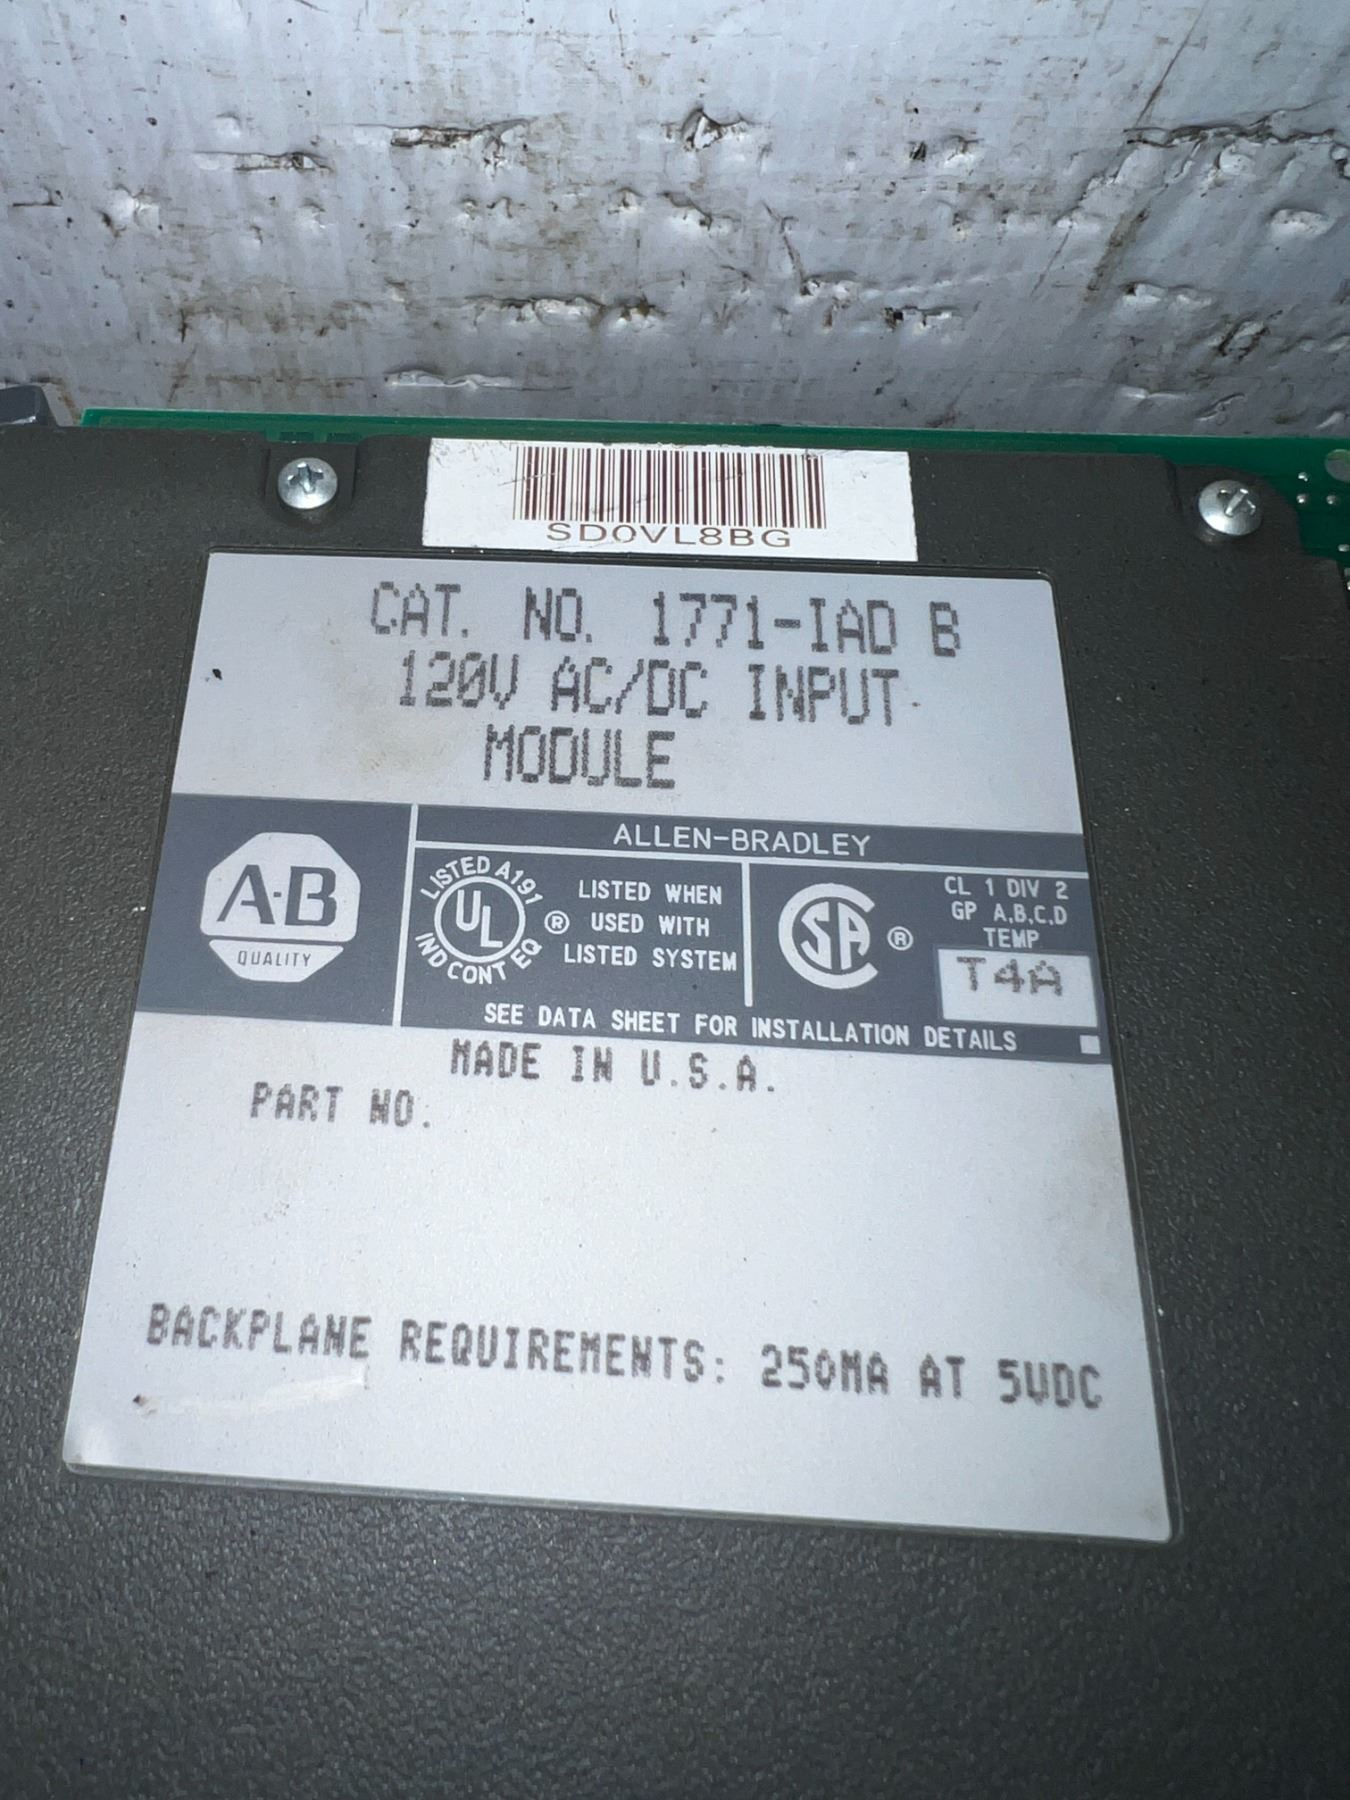 SD0VL8BG
CAT. NO. 1771-IAD B
120V AC/DC INPUT
MODULE
ALLEN-BRADLEY
A-B
QUALITY
LISTED A191
UL
IND CONT EQ
®
LISTED WHEN
USED WITH
LISTED SYSTEM
SA ®
CL 1 DIV 2
GP A,B,C,D
TEMP
T4A
SEE DATA SHEET FOR INSTALLATION DETAILS
MADE IN U.S.A.
PART NO.
BACKPLANE REQUIREMENTS: 250MA AT 5VDC